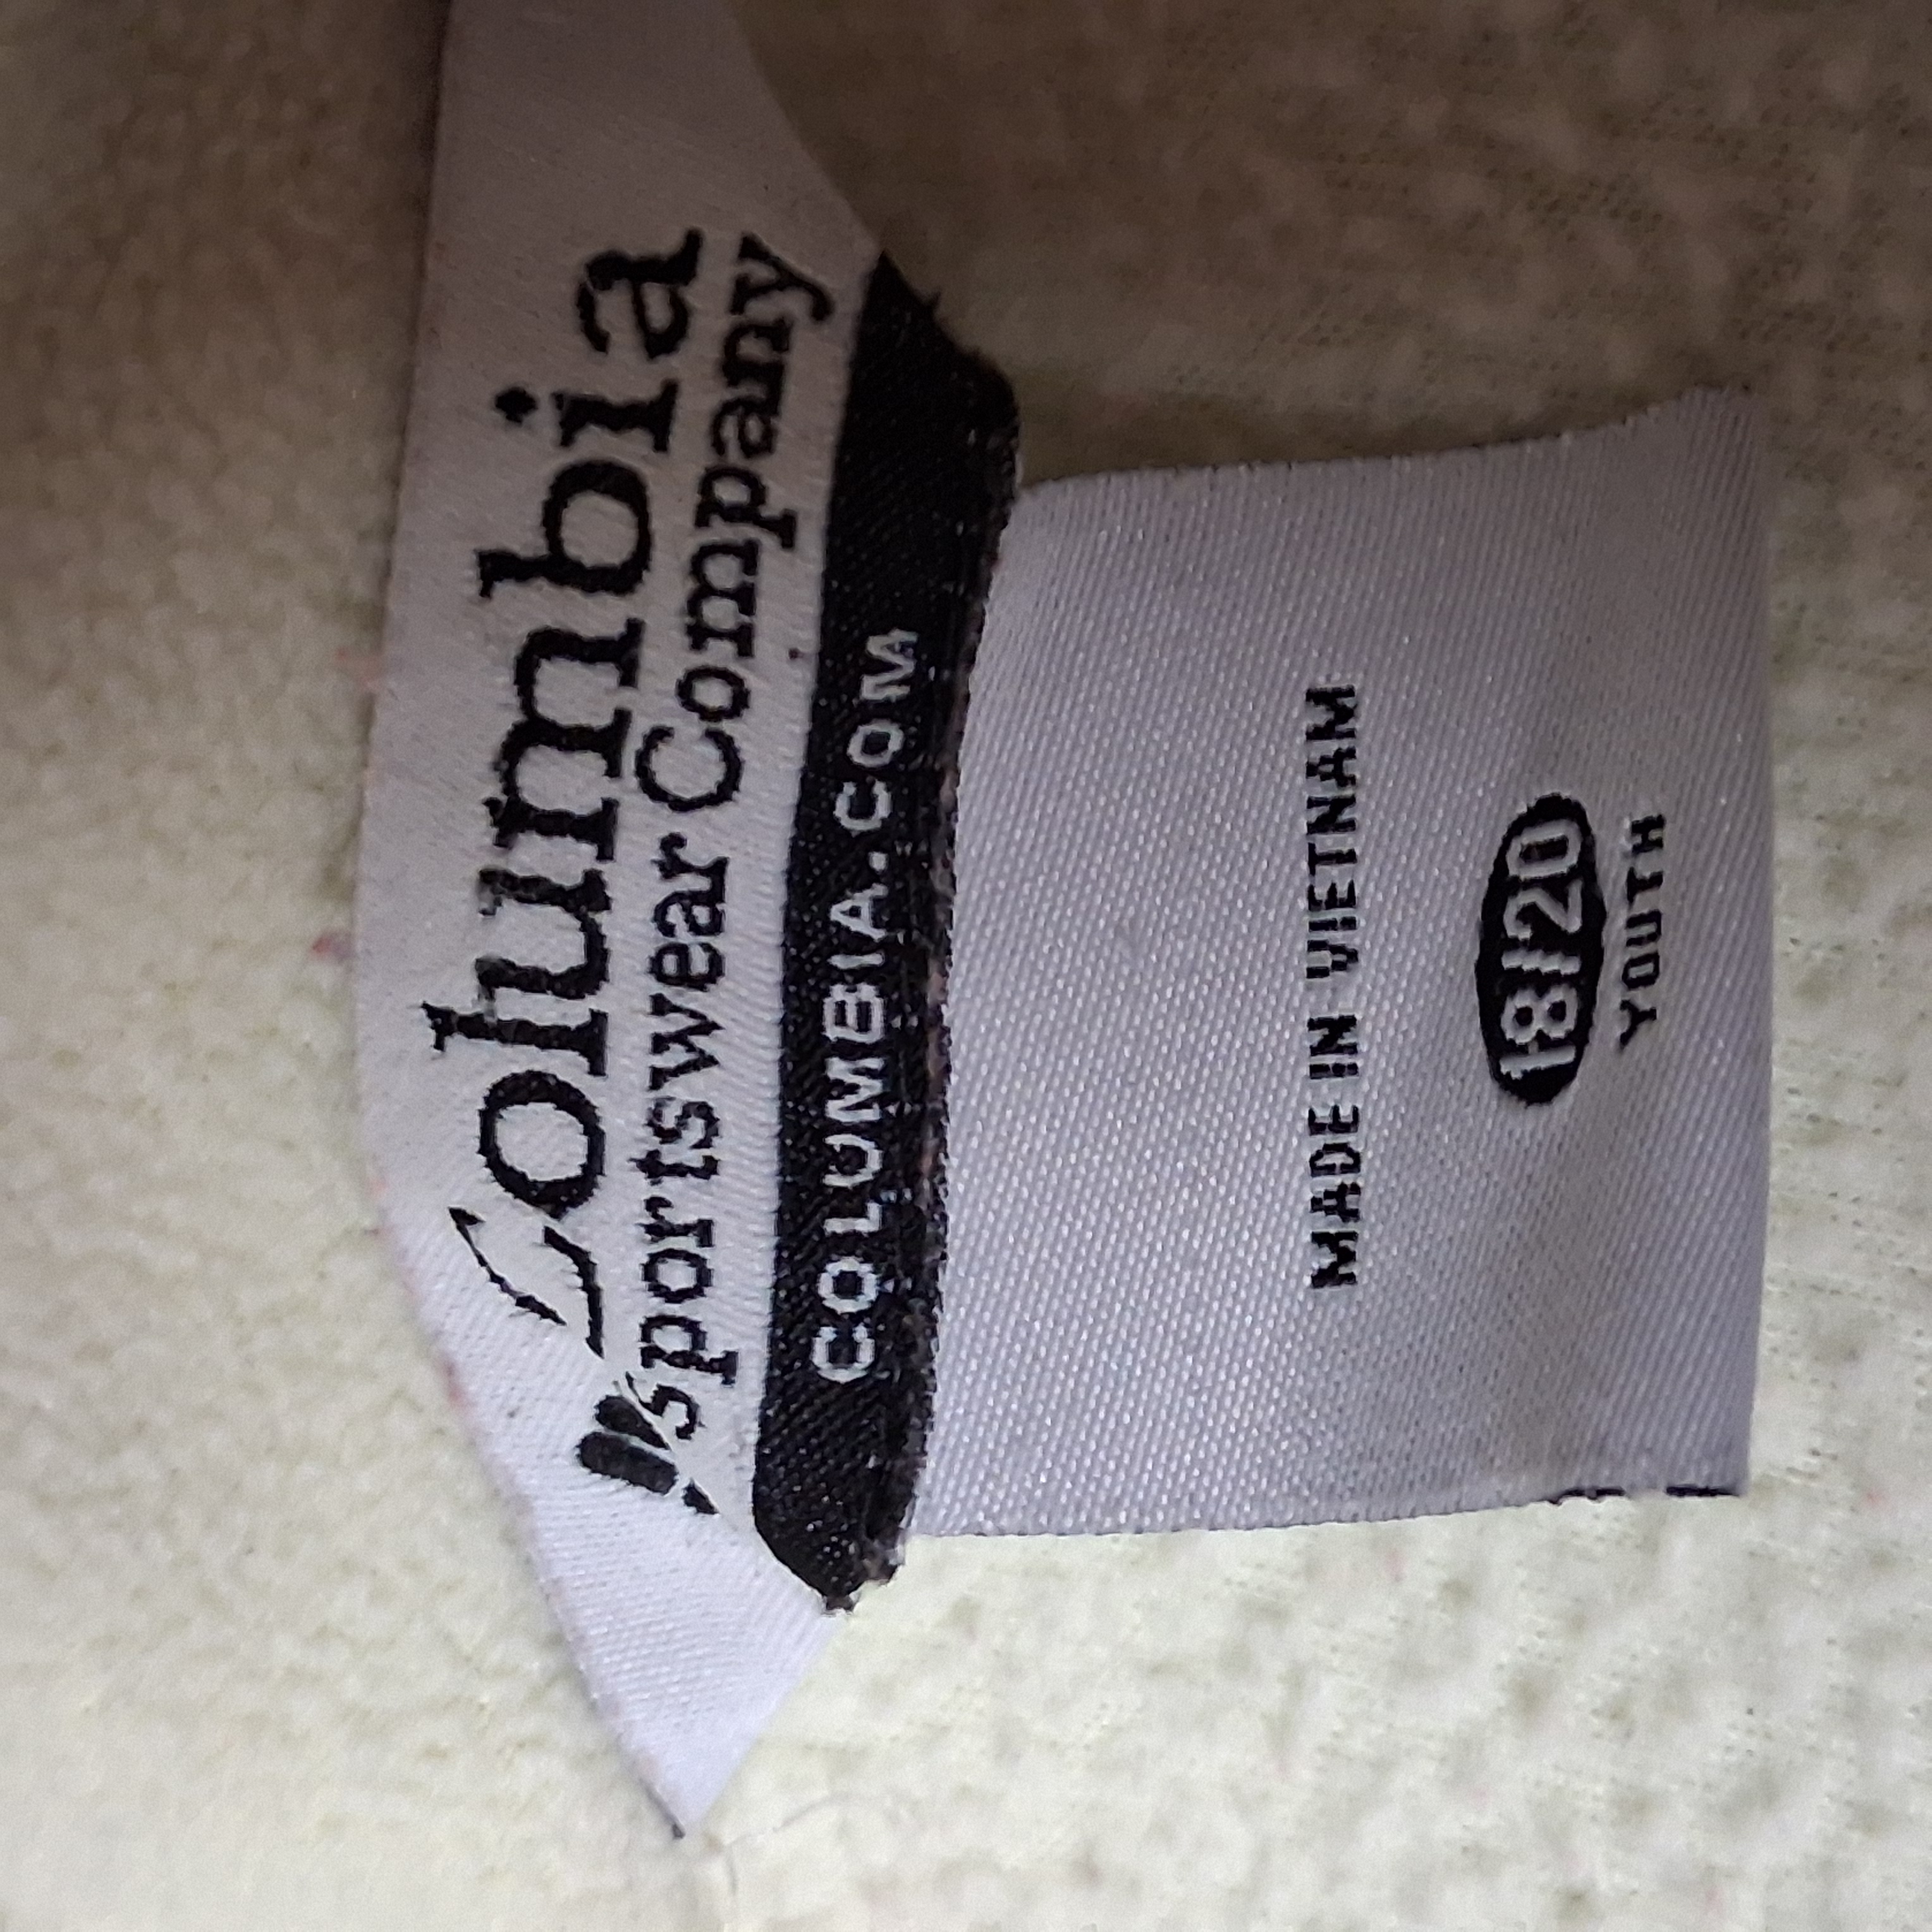 Columbia
Sportswear Company
COLUMBIA.COM
MADE IN VIETNAM
18/20
YOUTH